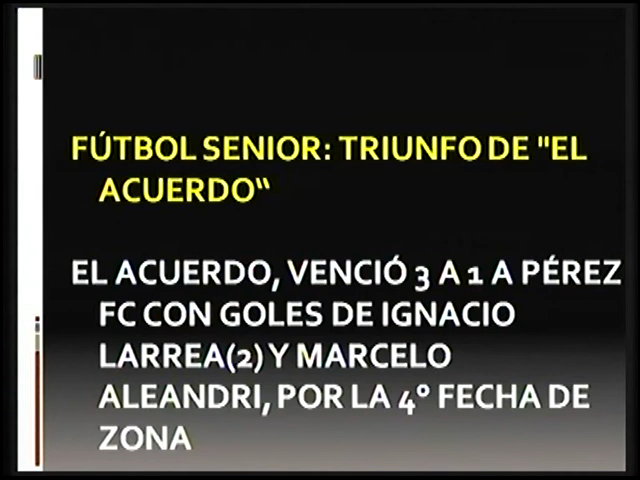 FÚTBOL SENIOR: TRIUNFO DE "EL
ACUERDO“
EL ACUERDO, VENCIÓ 3 A 1 A PÉREZ
FC CON GOLES DE IGNACIO
LARREA(2) Y MARCELO
ALEANDRI, POR LA 4º FECHA DE
ZONA